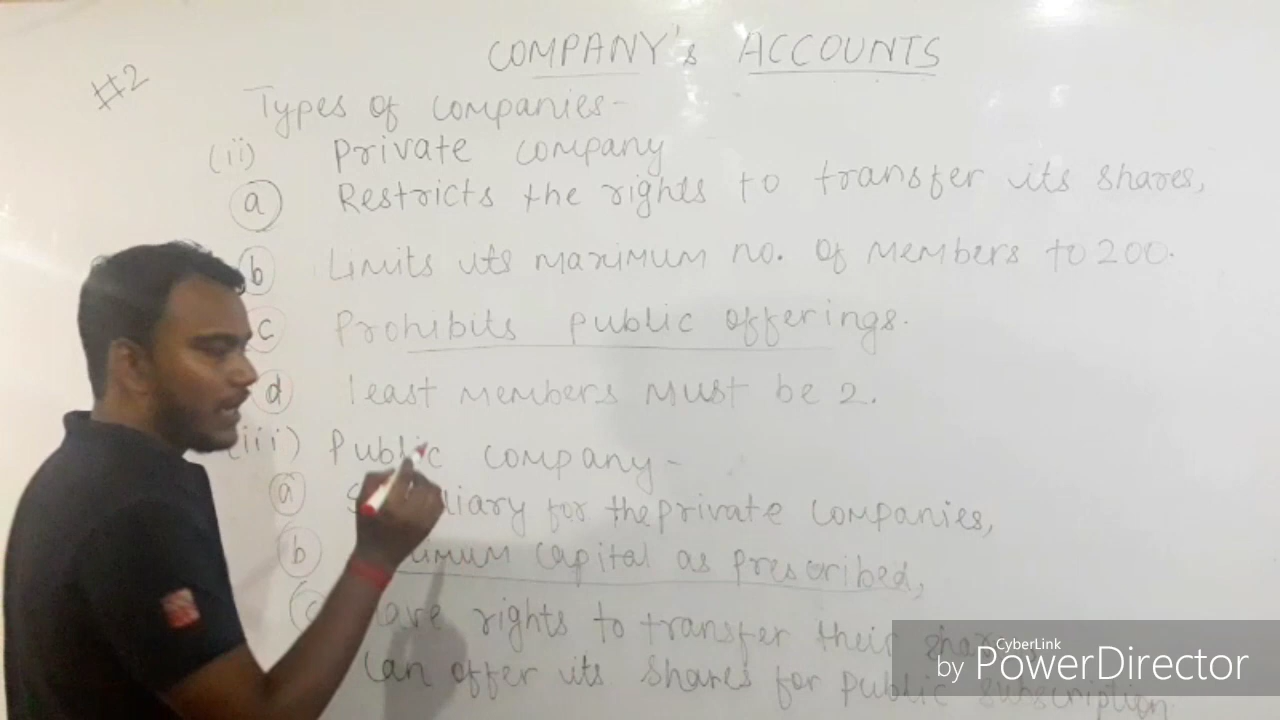 COMPANY's ACCOUNTS
#2
Types of companies-
(ii) Private company
a Restricts the rights to transfer its shares,
b Limits its maximum no. of members to 200.
c Prohibits public offerings.
d least members must be 2.
(iii) Public company-
a for the private companies,
b capital as prescribed,
rights to transfer their
Can offer its shares for public subscription
CyberLink
by PowerDirector